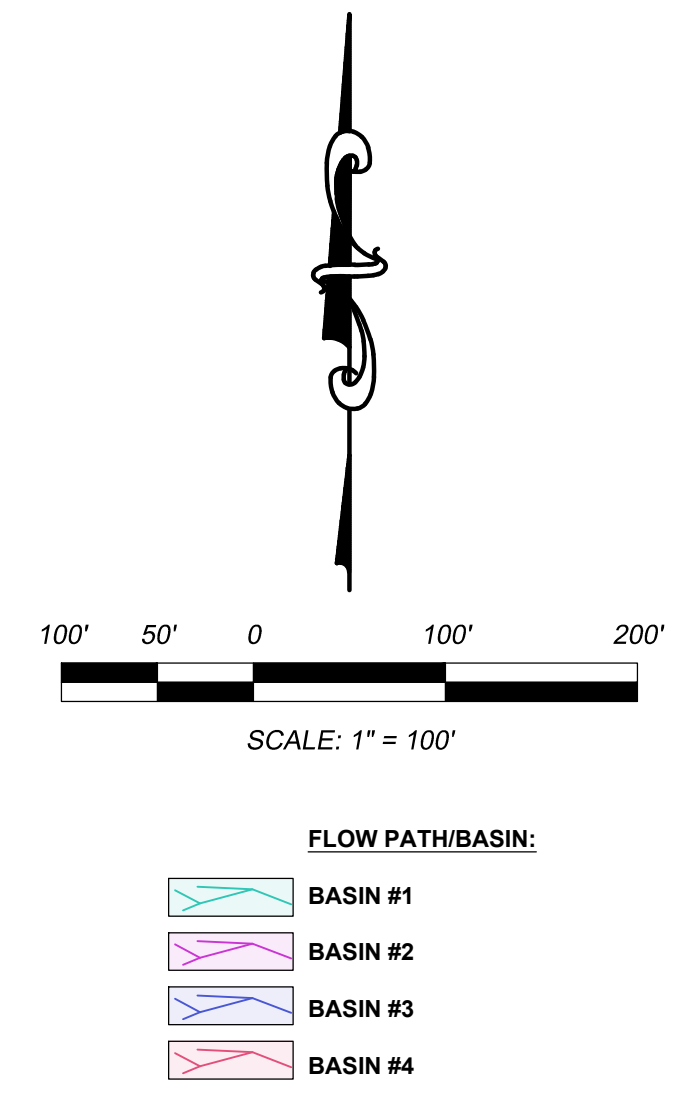 100' 50' 0 100' 200'
SCALE: 1" = 100'
FLOW PATH/BASIN:
BASIN #1
BASIN #2
BASIN #3
BASIN #4